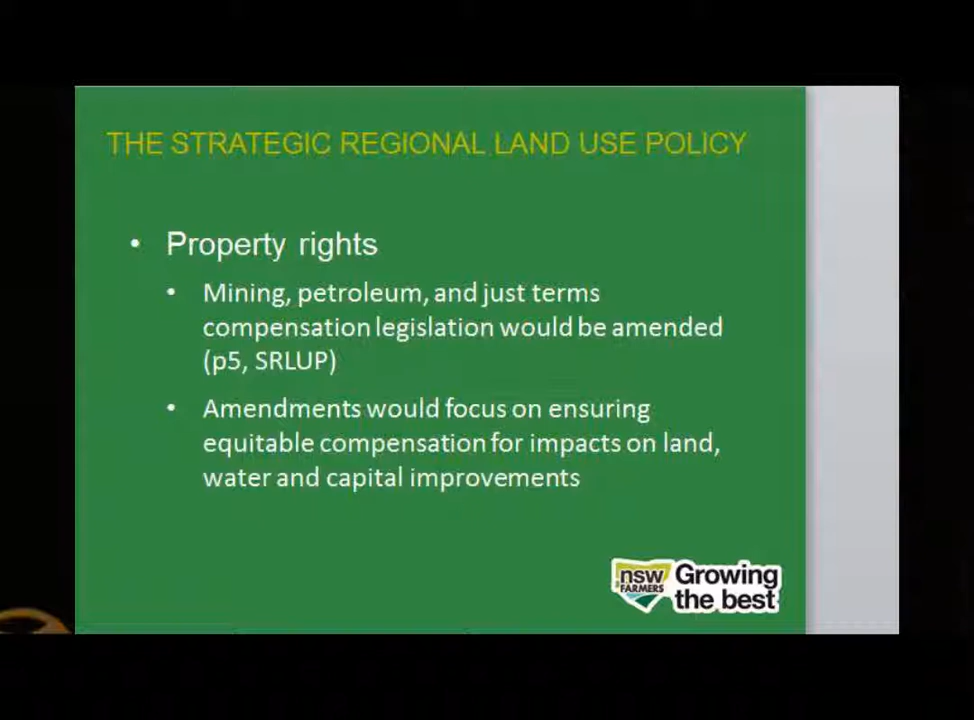 THE STRATEGIC REGIONAL LAND USE POLICY
• Property rights
• Mining, petroleum, and just terms
compensation legislation would be amended
(p5, SRLUP)
• Amendments would focus on ensuring
equitable compensation for impacts on land,
water and capital improvements
nsw
FARMERS
Growing
the best